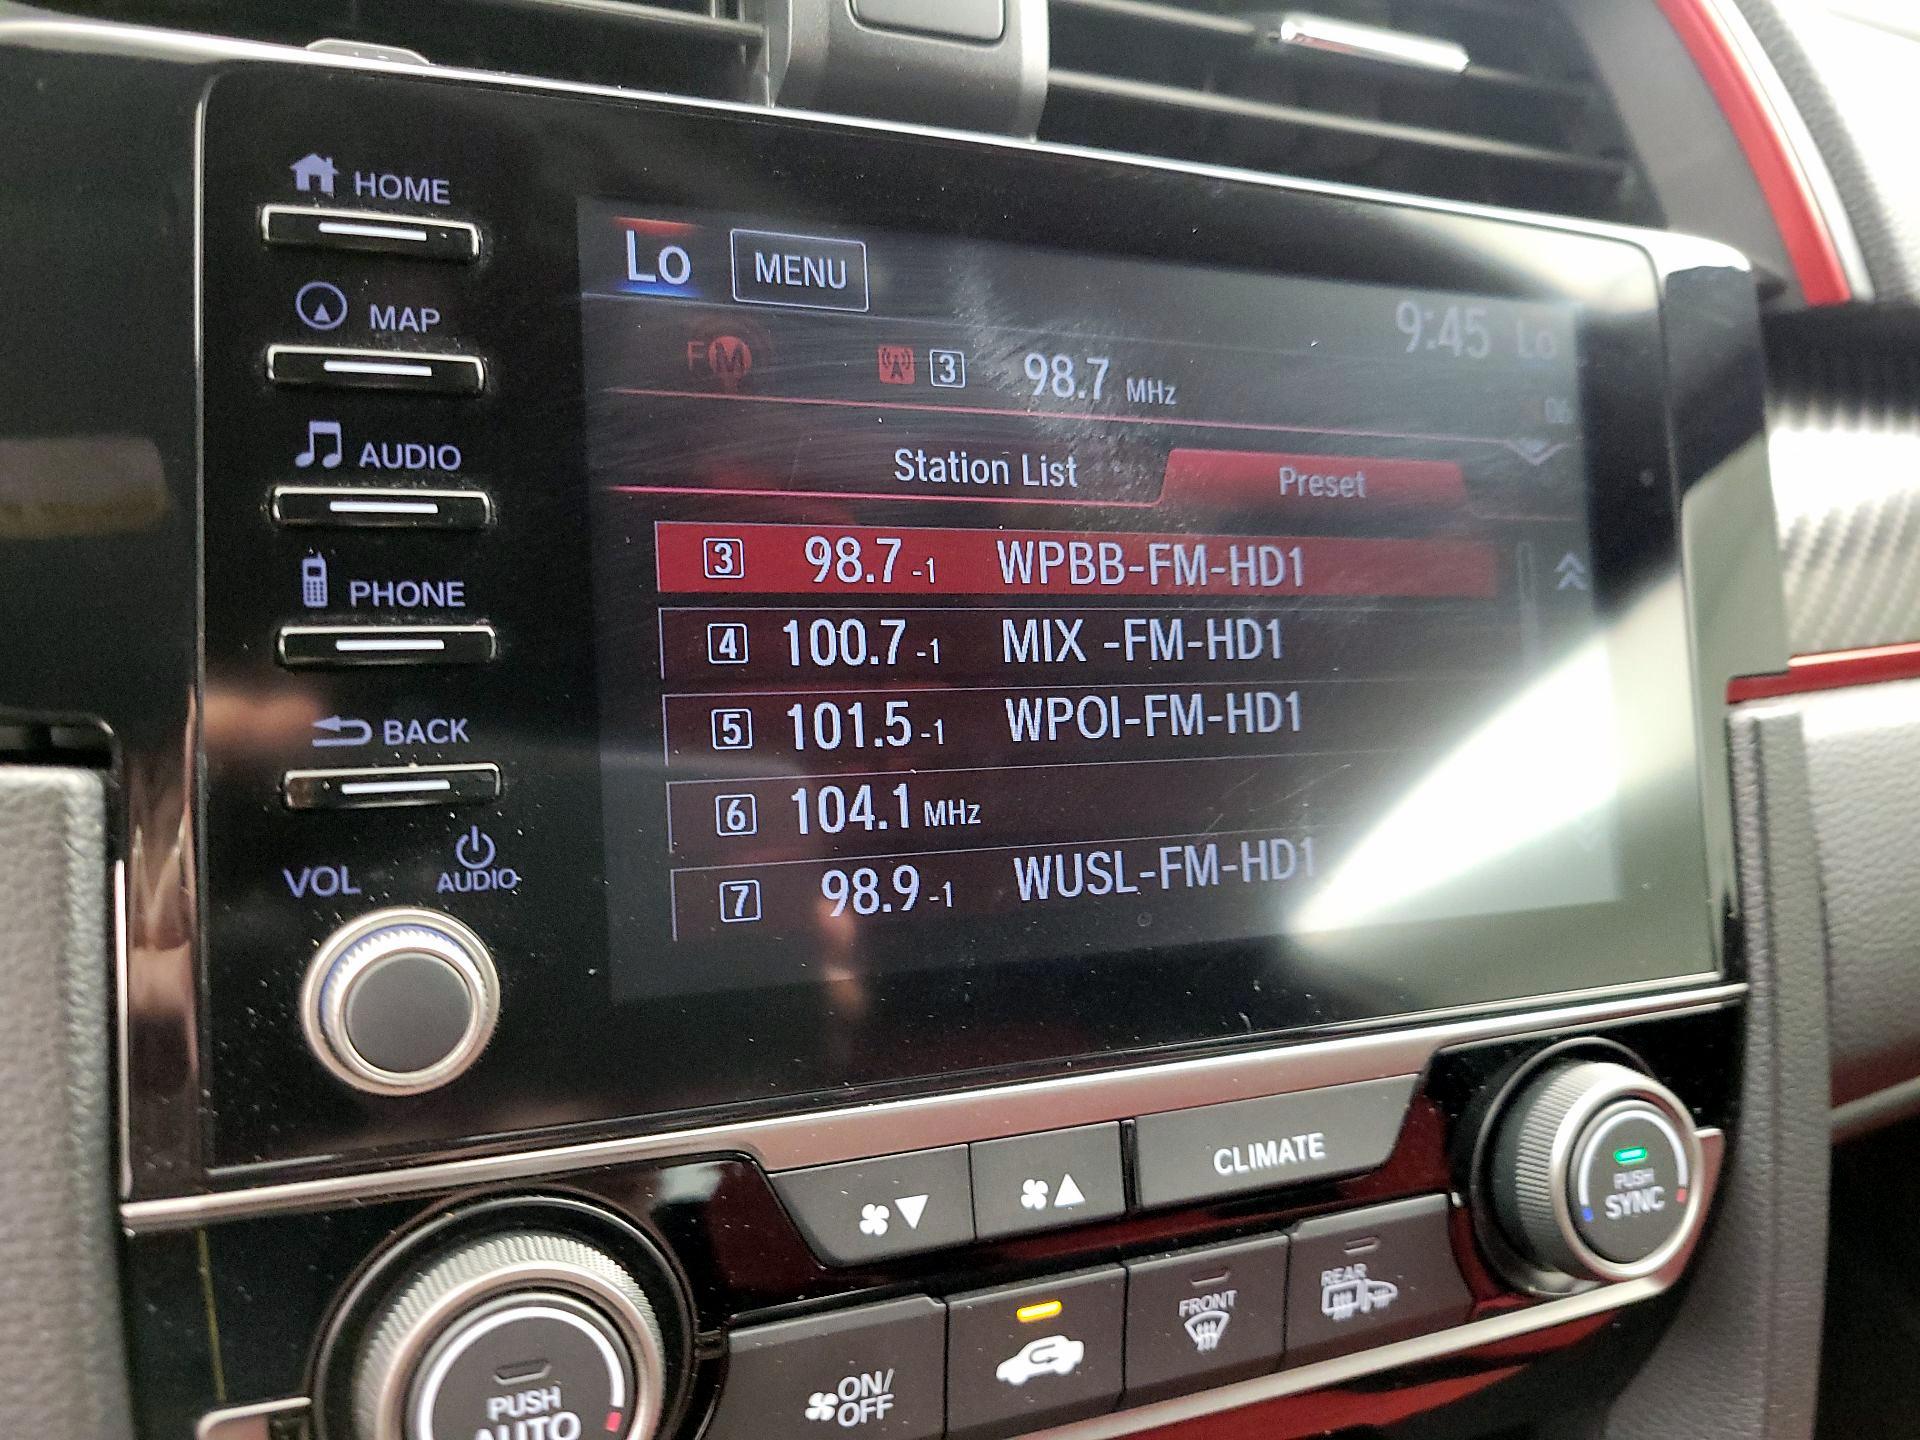 HOME
MAP
AUDIO
PHONE
BACK
VOL
AUDIO
Lo MENU
9:45 Lo
FM 3 98.7 MHz
06
Station List Preset
3 98.7-1 WPBB-FM-HD1
4 100.7-1 MIX -FM-HD1
5 101.5-1 WPOI-FM-HD1
6 104.1 MHz
7 98.9-1 WUSL-FM-HD1
CLIMATE
PUSH
SYNC
FRONT
REAR
ON/
OFF
PUSH
AUTO